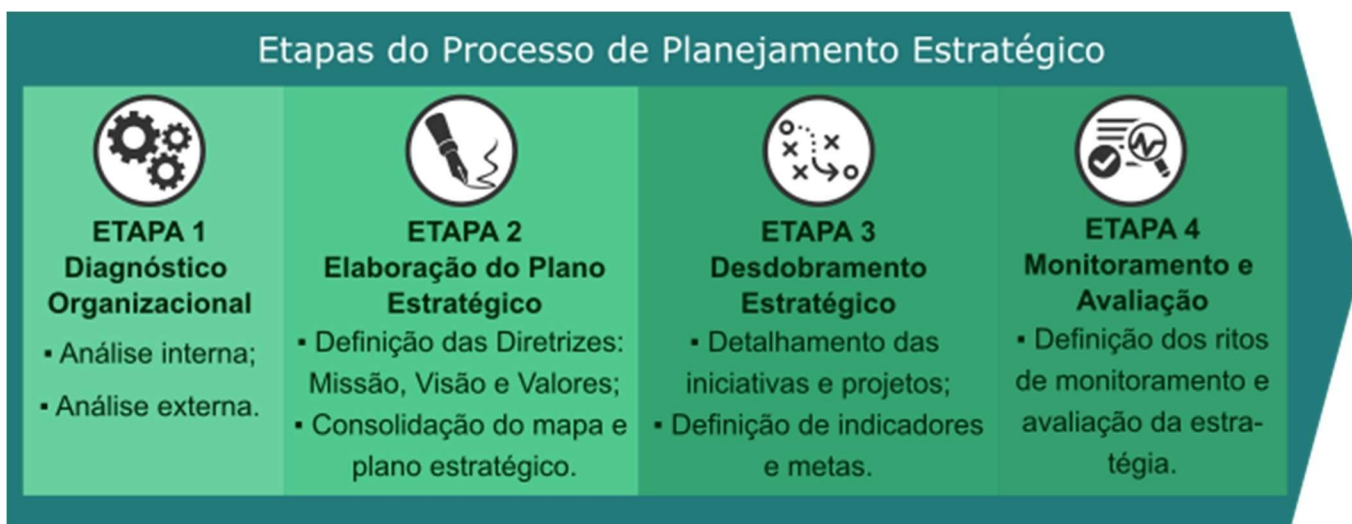 Etapas do Processo de Planejamento Estratégico
ETAPA 1
Diagnóstico
Organizacional
▪ Análise interna;
▪ Análise externa.
ETAPA 2
Elaboração do Plano
Estratégico
▪ Definição das Diretrizes:
Missão, Visão e Valores;
▪ Consolidação do mapa e
plano estratégico.
ETAPA 3
Desdobramento
Estratégico
▪ Detalhamento das
iniciativas e projetos;
▪ Definição de indicadores
e metas.
ETAPA 4
Monitoramento e
Avaliação
▪ Definição dos ritos
de monitoramento e
avaliação da estra-
tégia.